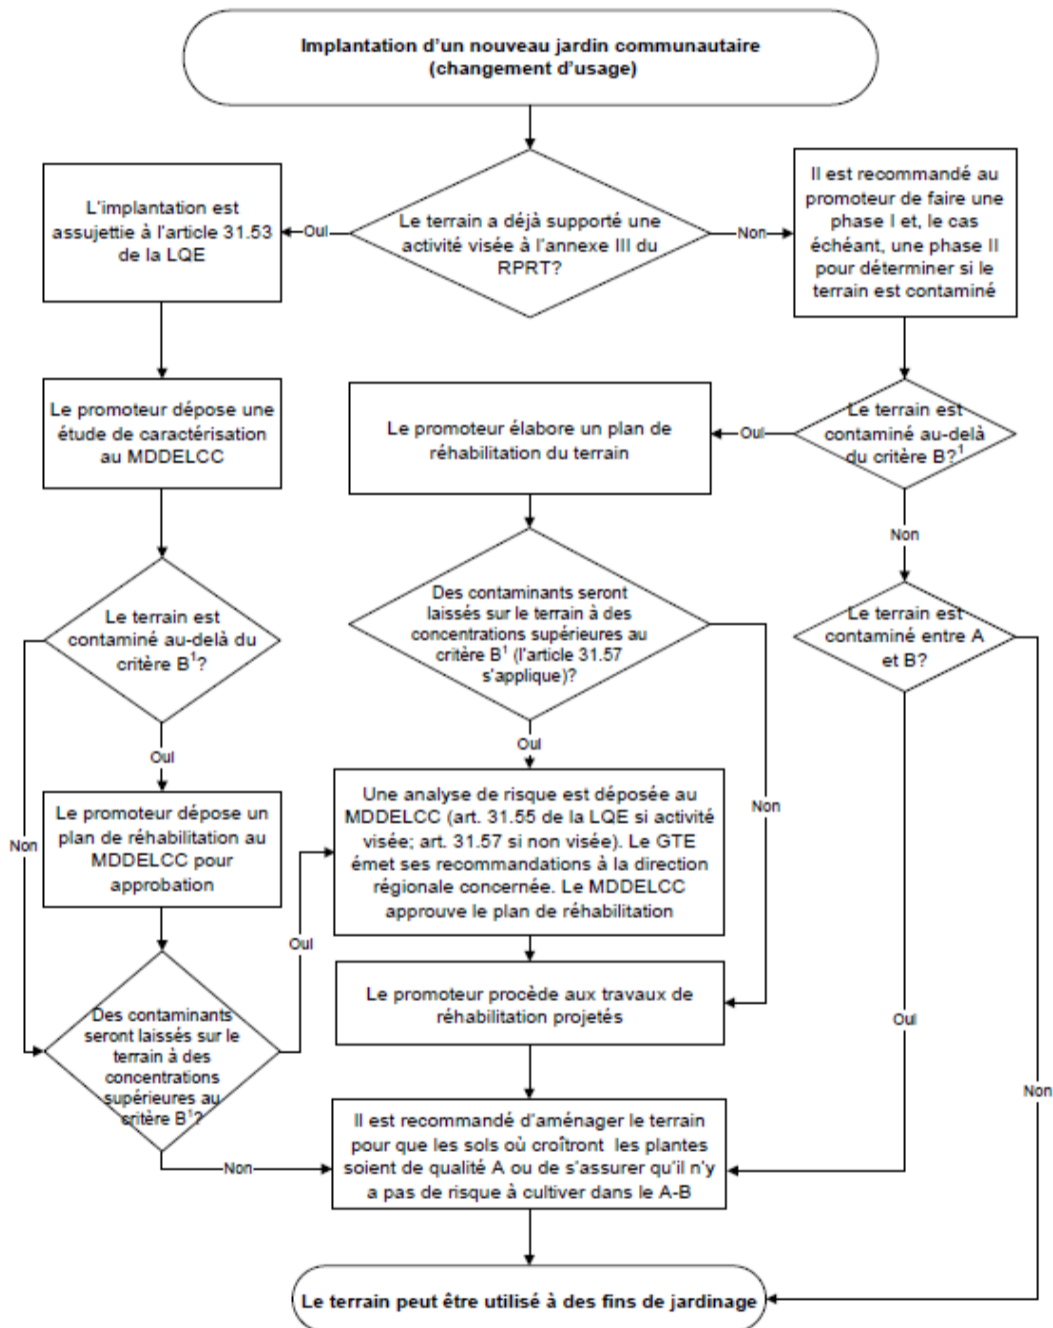 Implantation d'un nouveau jardin communautaire
(changement d'usage)
L'implantation est
assujettie à l'article 31.53
de la LQE
Oui
Le terrain a déjà supporté une
activité visée à l'annexe III du
RPRT?
Non
Il est recommandé au
promoteur de faire une
phase I et, le cas
échéant, une phase II
pour déterminer si le
terrain est contaminé
Le promoteur dépose une
étude de caractérisation
au MDDELCC
Le promoteur élabore un plan de
réhabilitation du terrain
Oui
Le terrain est
contaminé au-delà
du critère B?¹
Non
Le terrain est
contaminé au-delà du
critère B¹?
Des contaminants seront
laissés sur le terrain à des
concentrations supérieures au
critère B¹ (l'article 31.57
s'applique)?
Le terrain est
contaminé entre A
et B?
Oui
Oui
Non
Le promoteur dépose un
plan de réhabilitation au
MDDELCC pour
approbation
Une analyse de risque est déposée au
MDDELCC (art. 31.55 de la LQE si activité
visée; art. 31.57 si non visée). Le GTE
émet ses recommandations à la direction
régionale concernée. Le MDDELCC
approuve le plan de réhabilitation
Non
Oui
Le promoteur procède aux travaux de
réhabilitation projetés
Des contaminants
seront laissés sur le
terrain à des
concentrations
supérieures au
critère B¹?
Oui
Non
Non
Il est recommandé d'aménager le terrain
pour que les sols où croîtront les plantes
soient de qualité A ou de s'assurer qu'il n'y
a pas de risque à cultiver dans le A-B
Le terrain peut être utilisé à des fins de jardinage